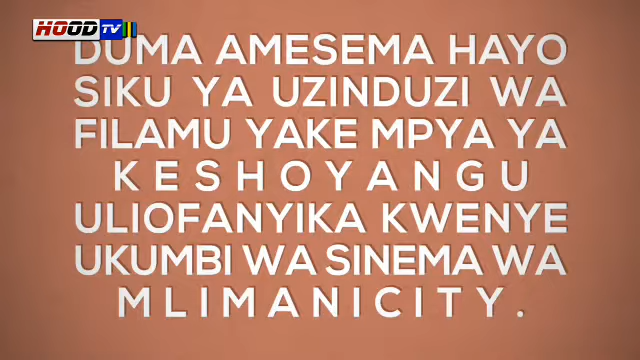 HOOD TV
DUMA AMESEMA HAYO
SIKU YA UZINDUZI WA
FILAMU YAKE MPYA YA
KESHOYANGU
ULIOFANYIKA KWENYE
UKUMBI WA SINEMA WA
MLIMANICITY.